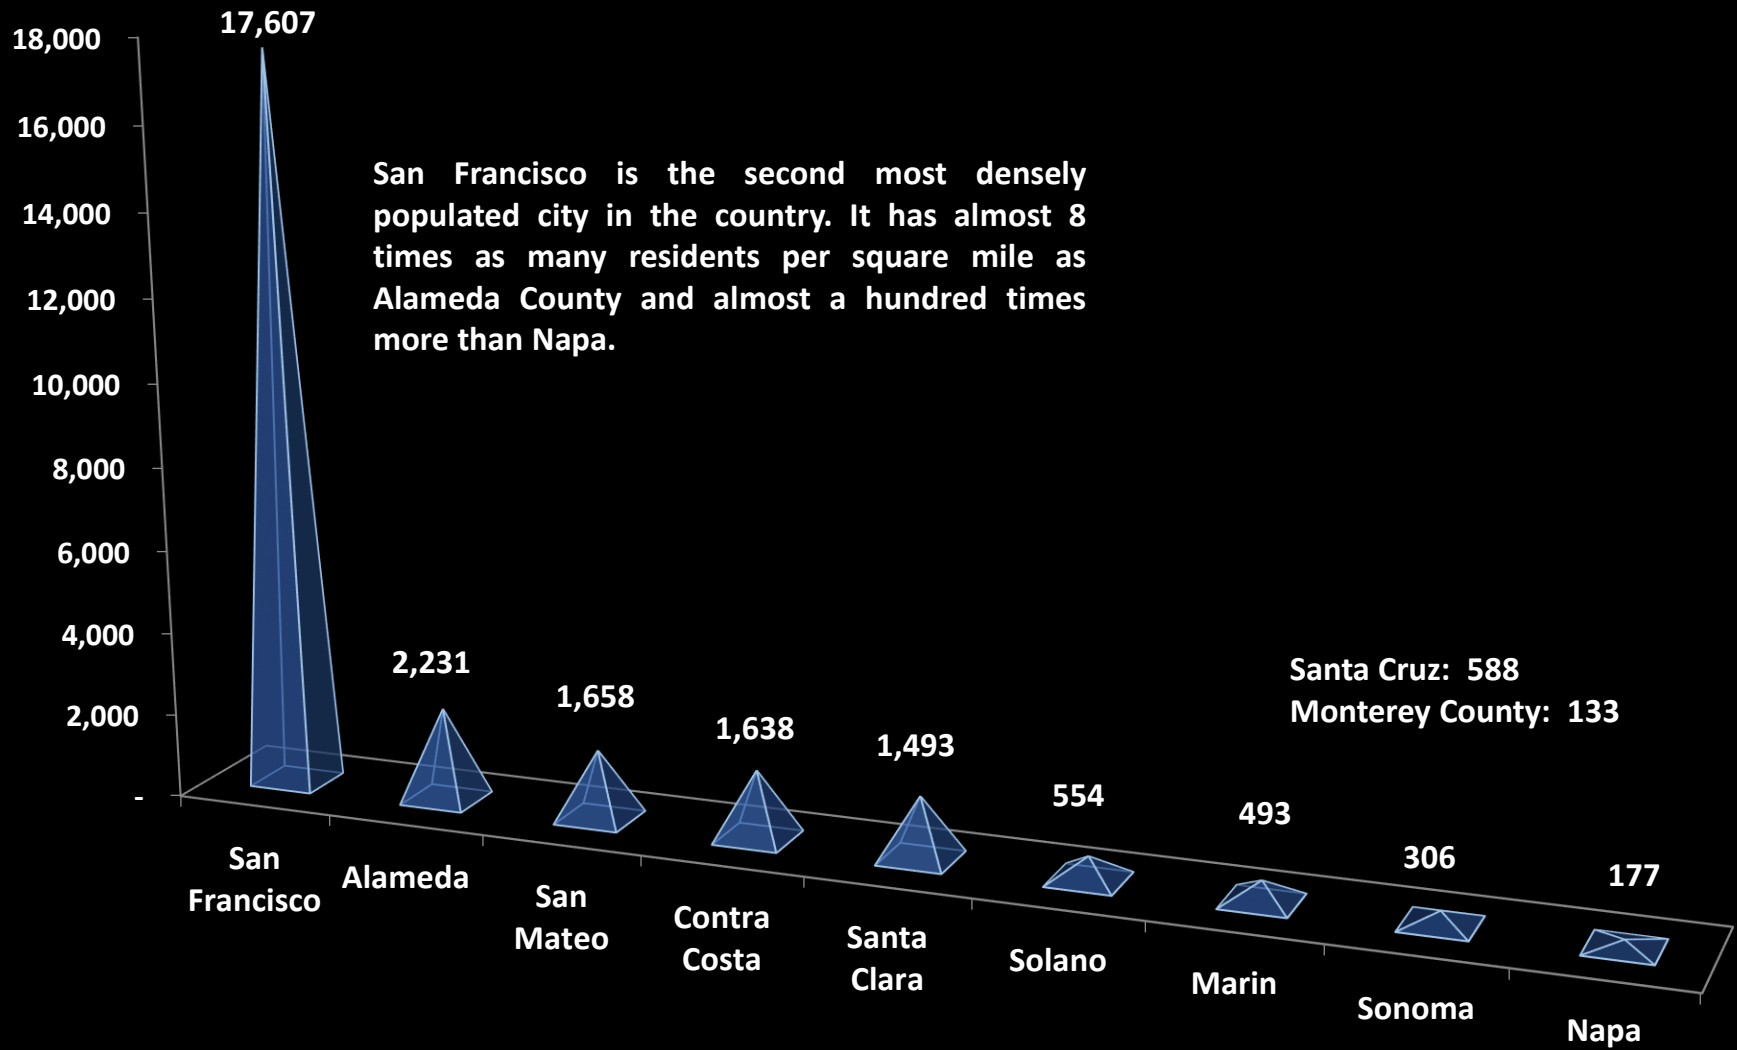 17,607
18,000
16,000
14,000
12,000
10,000
8,000
6,000
4,000
2,000
-
San Francisco is the second most densely
populated city in the country. It has almost 8
times as many residents per square mile as
Alameda County and almost a hundred times
more than Napa.
2,231
1,658
1,638
1,493
554
493
306
177
Santa Cruz: 588
Monterey County: 133
San
Francisco
Alameda
San
Mateo
Contra
Costa
Santa
Clara
Solano
Marin
Sonoma
Napa